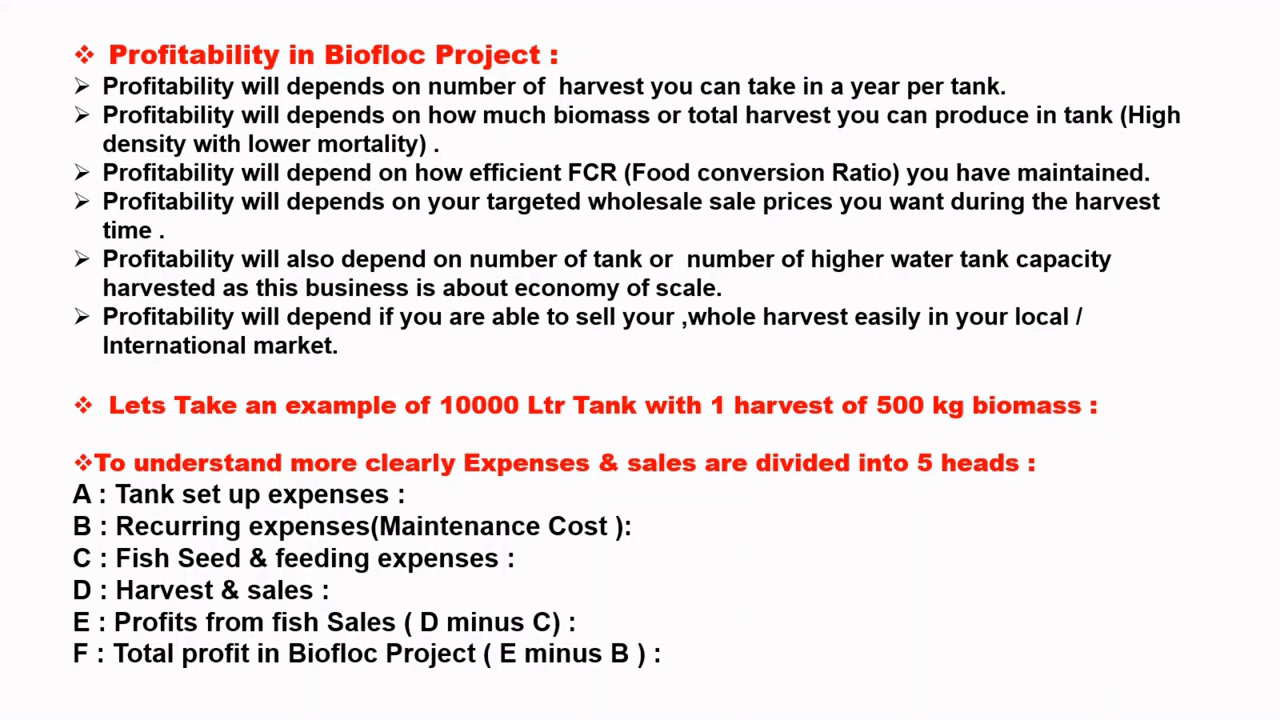 ❖ Profitability in Biofloc Project :
➢ Profitability will depends on number of  harvest you can take in a year per tank.
➢ Profitability will depends on how much biomass or total harvest you can produce in tank (High
density with lower mortality) .
➢ Profitability will depend on how efficient FCR (Food conversion Ratio) you have maintained.
➢ Profitability will depends on your targeted wholesale sale prices you want during the harvest
time .
➢ Profitability will also depend on number of tank or  number of higher water tank capacity
harvested as this business is about economy of scale.
➢ Profitability will depend if you are able to sell your ,whole harvest easily in your local /
International market.
❖ Lets Take an example of 10000 Ltr Tank with 1 harvest of 500 kg biomass :
❖To understand more clearly Expenses & sales are divided into 5 heads :
A : Tank set up expenses :
B : Recurring expenses(Maintenance Cost ):
C : Fish Seed & feeding expenses :
D : Harvest & sales :
E : Profits from fish Sales ( D minus C) :
F : Total profit in Biofloc Project ( E minus B ) :